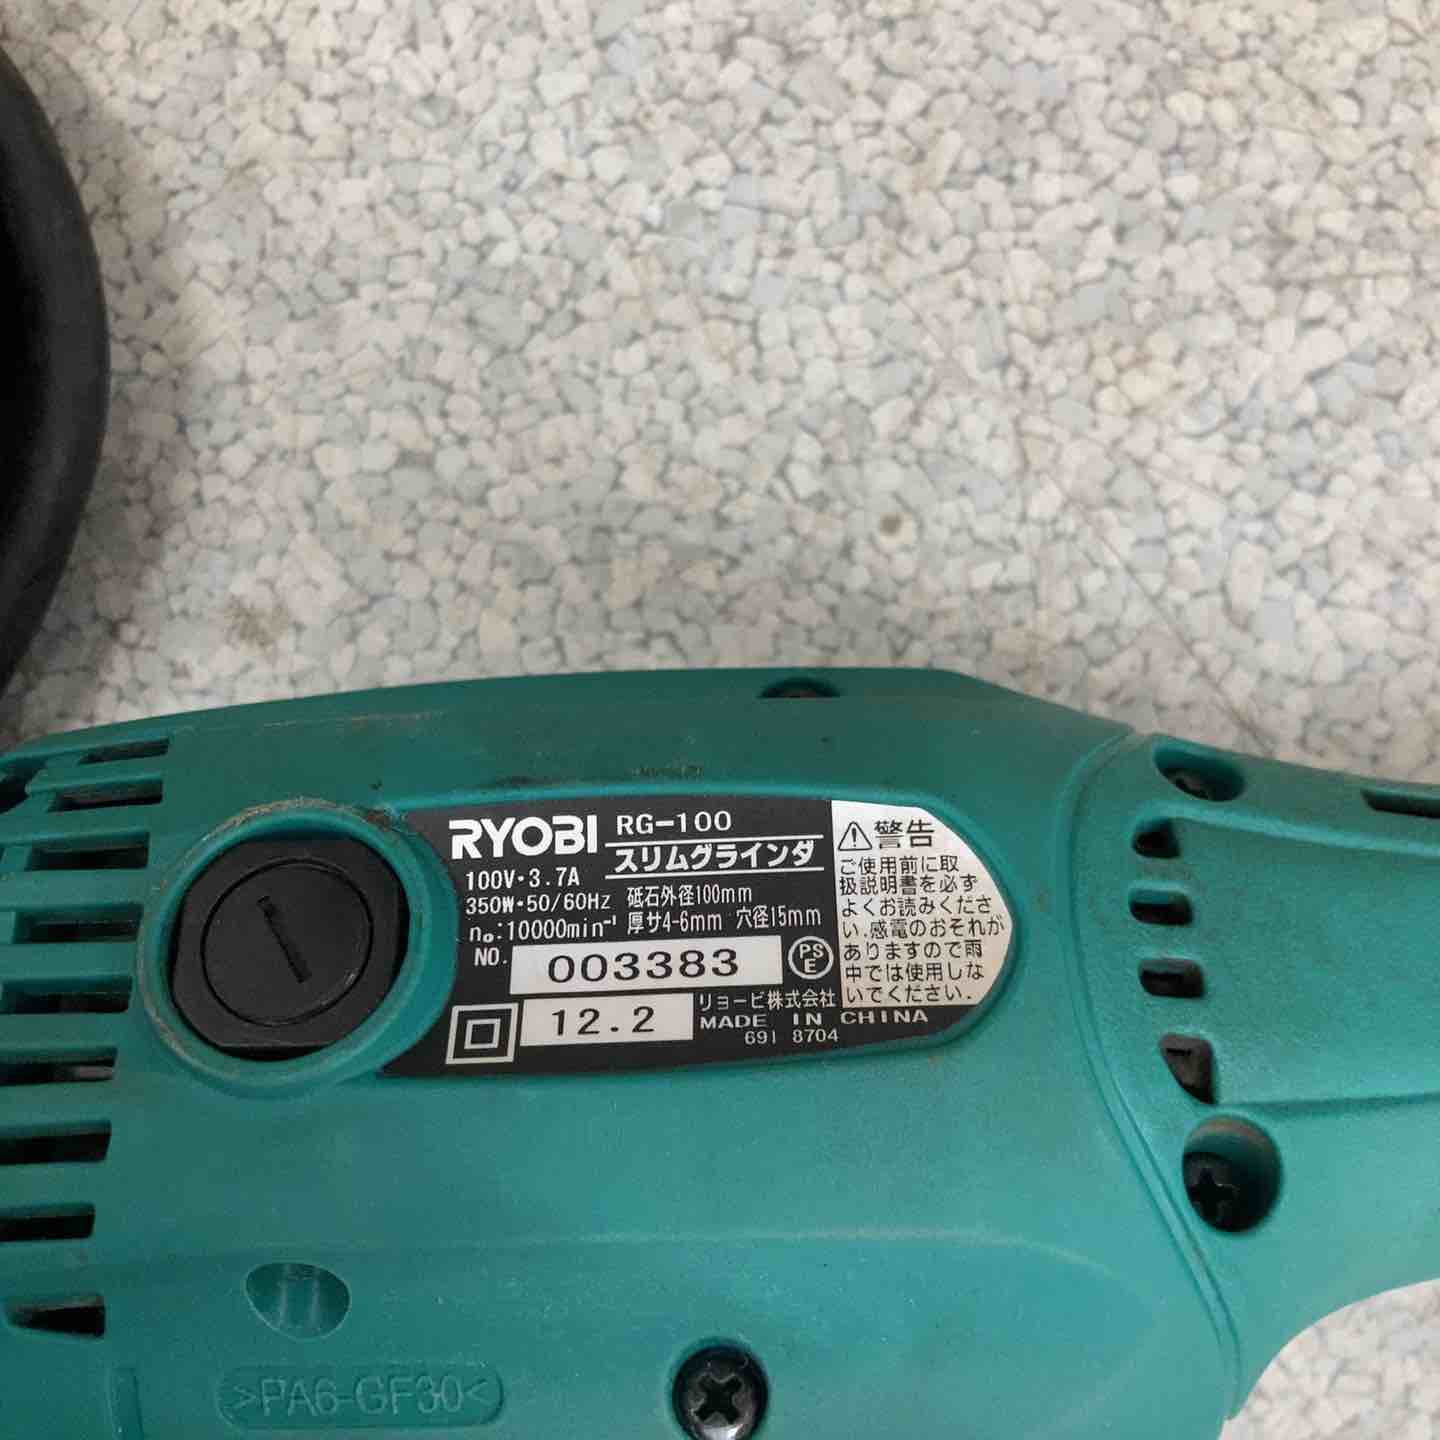 RYOBI RG-100
スリムグラインダ
100V・3.7A
350W・50/60Hz 砥石外径100mm
n₀:10000min⁻¹ 厚サ4-6mm 穴径15mm
NO. 003383
PS
E
12.2
リョービ株式会社
MADE IN CHINA
691 8704
⚠警告
ご使用前に取
扱説明書を必ず
よくお読みくださ
い.感電のおそれが
ありますので雨
中では使用しな
いでください.
>PA6-GF30<